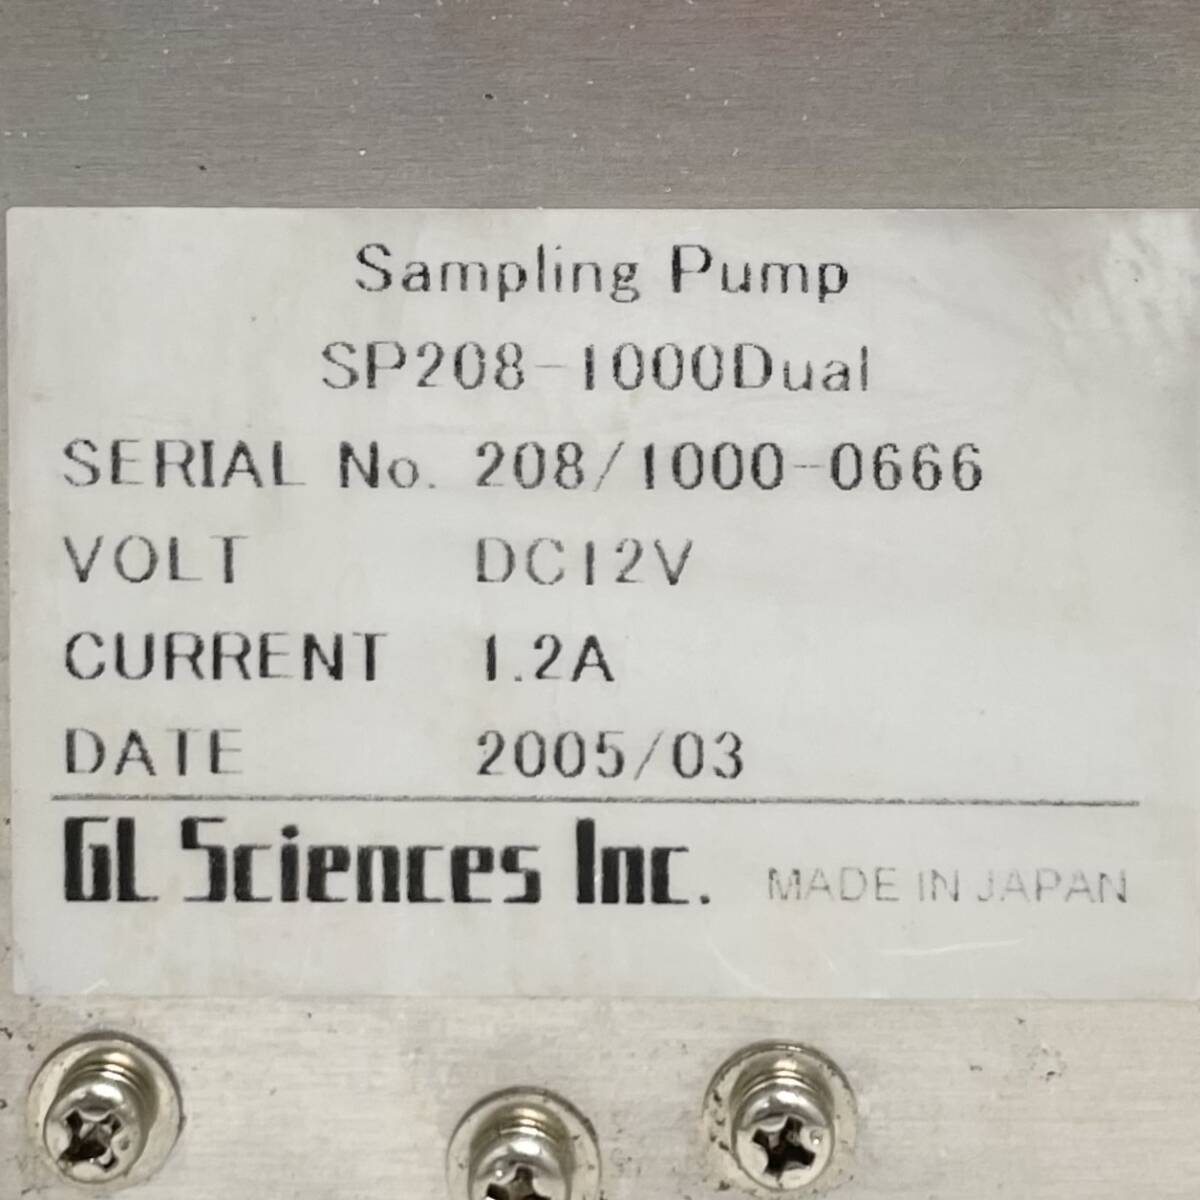 Sampling Pump
SP208-1000Dual
SERIAL No. 208/1000-0666
VOLT DC12V
CURRENT 1.2A
DATE 2005/03
GL Sciences Inc. MADE IN JAPAN